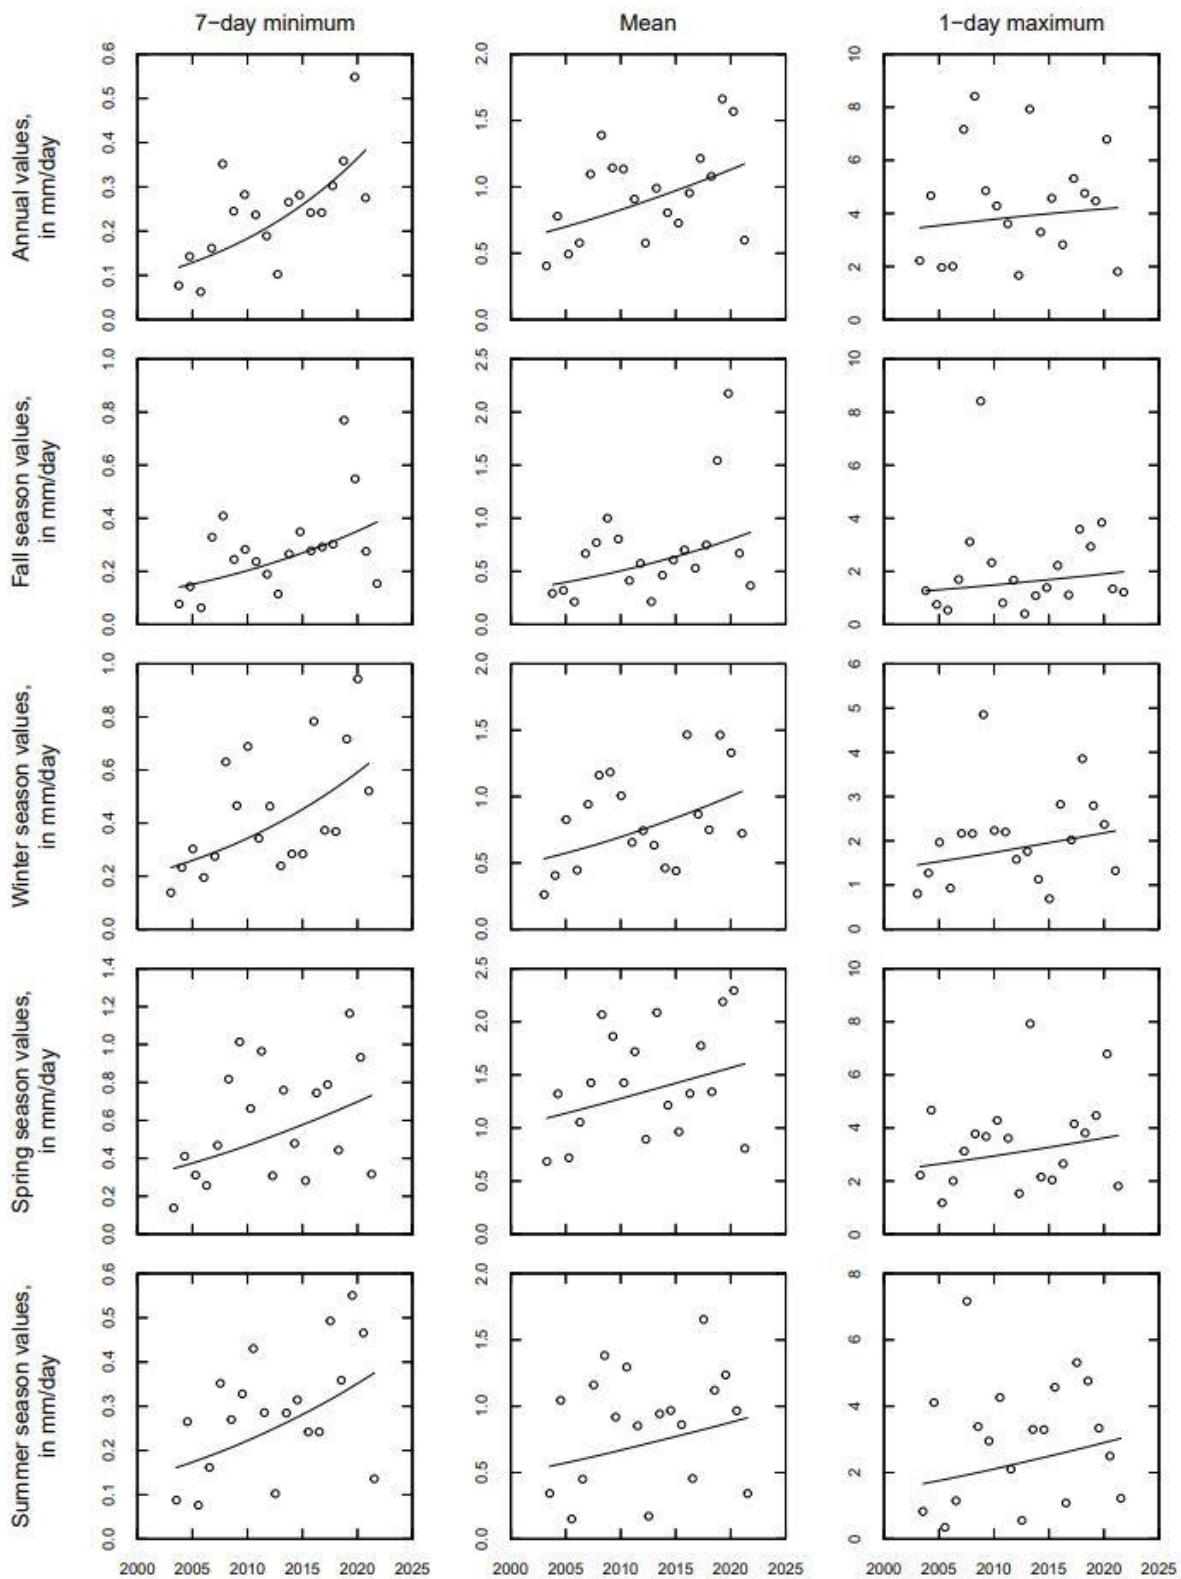 7−day minimum
Mean
1−day maximum
Annual values,
in mm/day
0.0 0.1 0.2 0.3 0.4 0.5 0.6
0.0 0.5 1.0 1.5 2.0
0 2 4 6 8 10
Fall season values,
in mm/day
0.0 0.2 0.4 0.6 0.8 1.0
0.0 0.5 1.0 1.5 2.0 2.5
0 2 4 6 8 10
Winter season values,
in mm/day
0.0 0.2 0.4 0.6 0.8 1.0
0.0 0.5 1.0 1.5 2.0
0 1 2 3 4 5 6
Spring season values,
in mm/day
0.0 0.2 0.4 0.6 0.8 1.0 1.2 1.4
0.0 0.5 1.0 1.5 2.0 2.5
0 2 4 6 8 10
Summer season values,
in mm/day
0.0 0.1 0.2 0.3 0.4 0.5 0.6
0.0 0.5 1.0 1.5 2.0
0 2 4 6 8
2000 2005 2010 2015 2020 2025
2000 2005 2010 2015 2020 2025
2000 2005 2010 2015 2020 2025